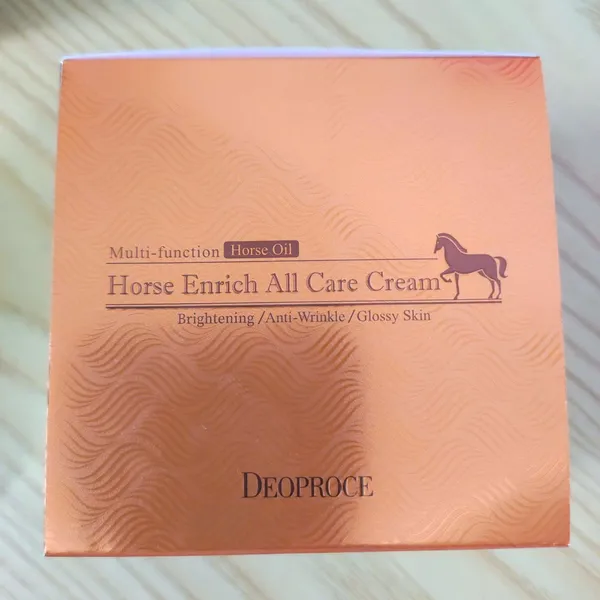 Multi-function Horse Oil
Horse Enrich All Care Cream
Brightening /Anti-Wrinkle /Glossy Skin
DEOPROCE